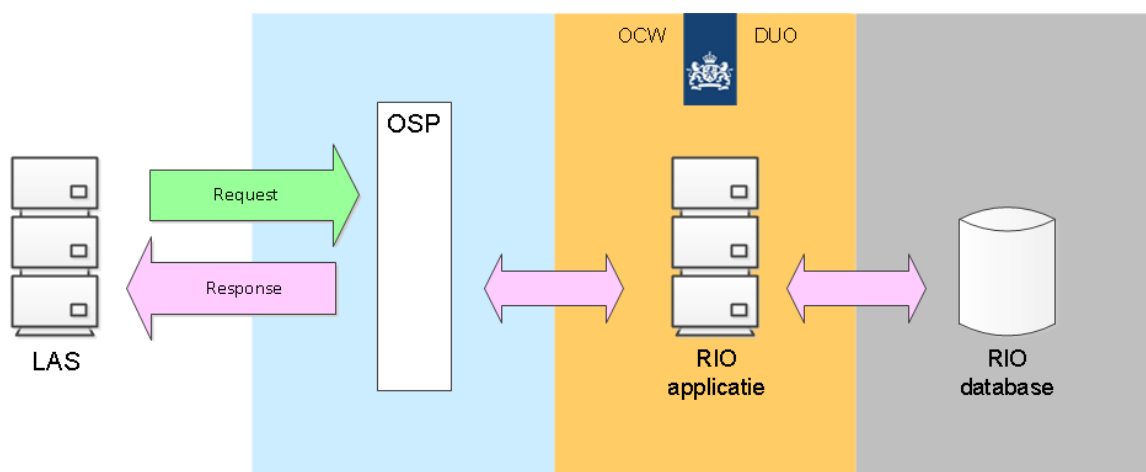 OCW DUO
OSP
Request
Response
LAS
RIO
applicatie
RIO
database